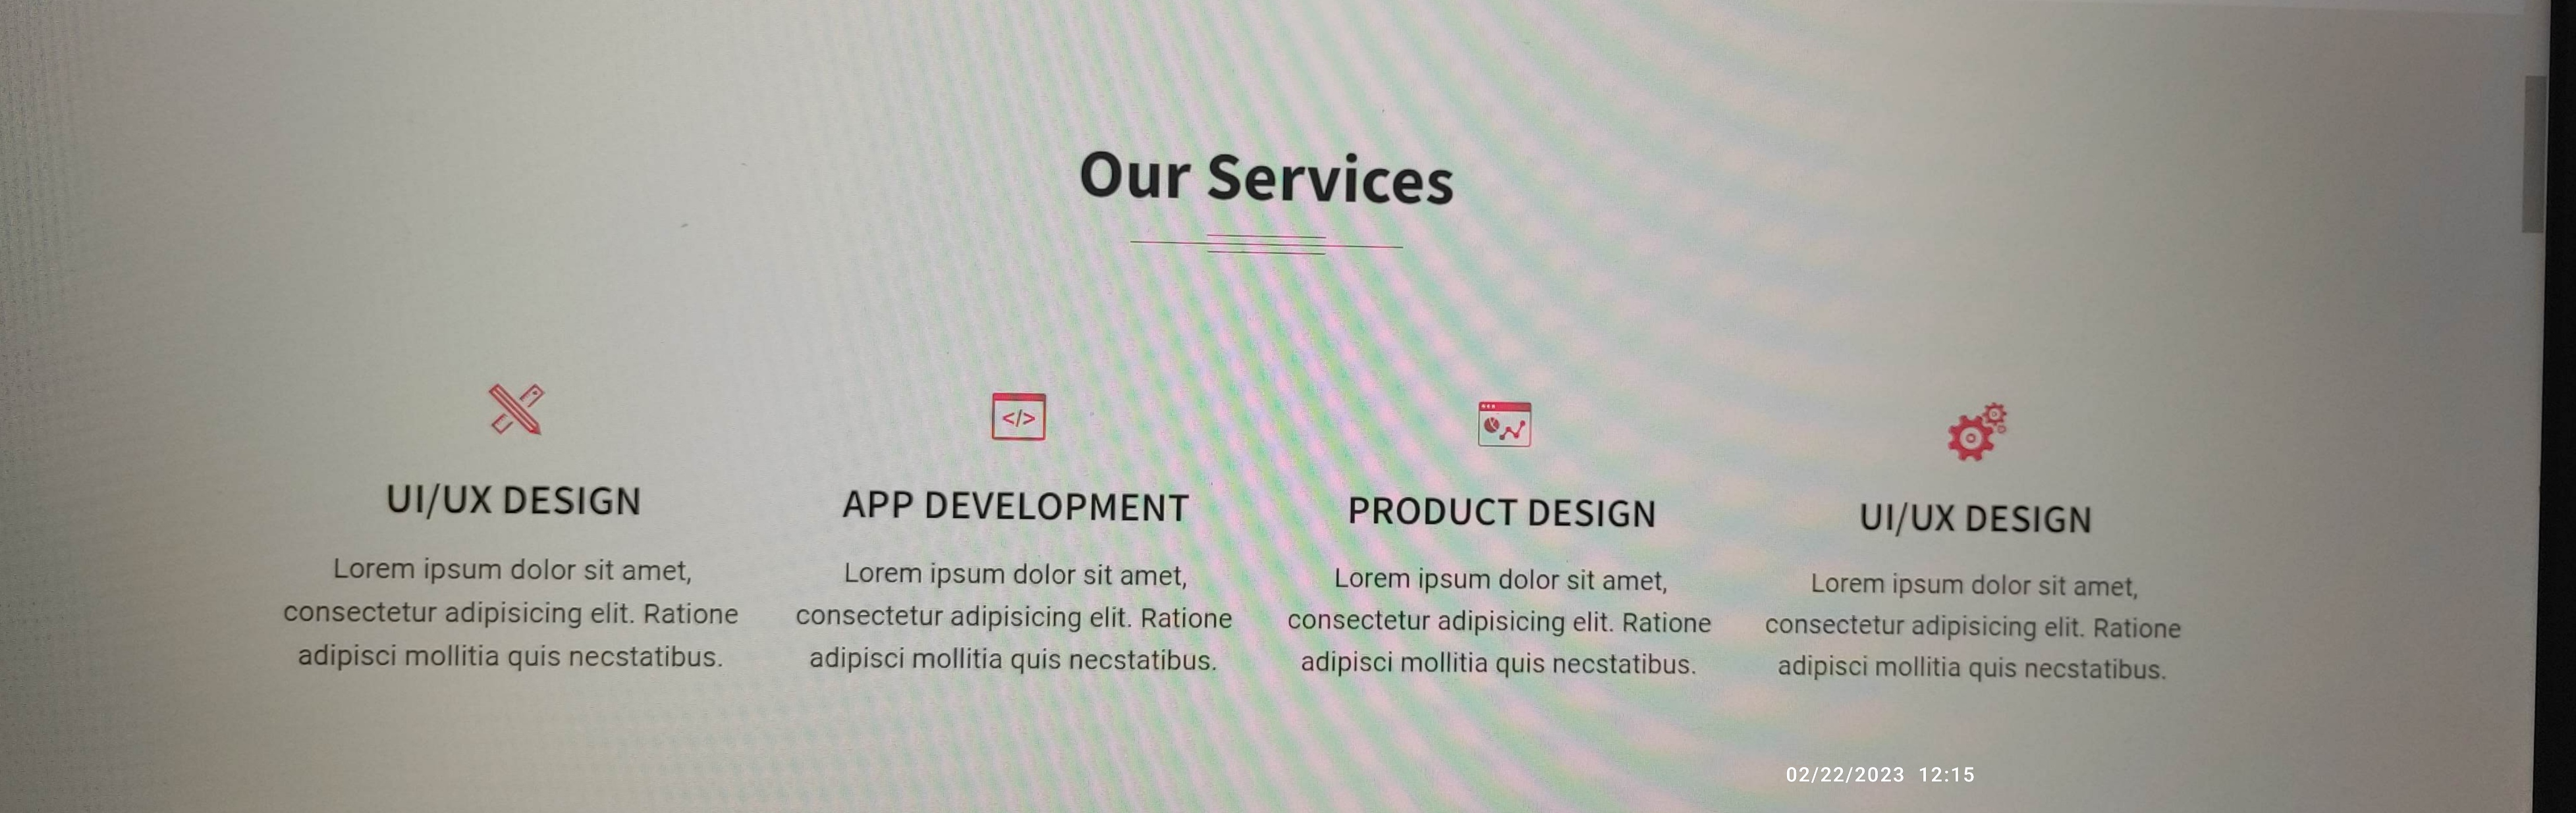 Our Services
</>
UI/UX DESIGN
Lorem ipsum dolor sit amet,
consectetur adipisicing elit. Ratione
adipisci mollitia quis necstatibus.
APP DEVELOPMENT
Lorem ipsum dolor sit amet,
consectetur adipisicing elit. Ratione
adipisci mollitia quis necstatibus.
PRODUCT DESIGN
Lorem ipsum dolor sit amet,
consectetur adipisicing elit. Ratione
adipisci mollitia quis necstatibus.
UI/UX DESIGN
Lorem ipsum dolor sit amet,
consectetur adipisicing elit. Ratione
adipisci mollitia quis necstatibus.
02/22/2023 12:15